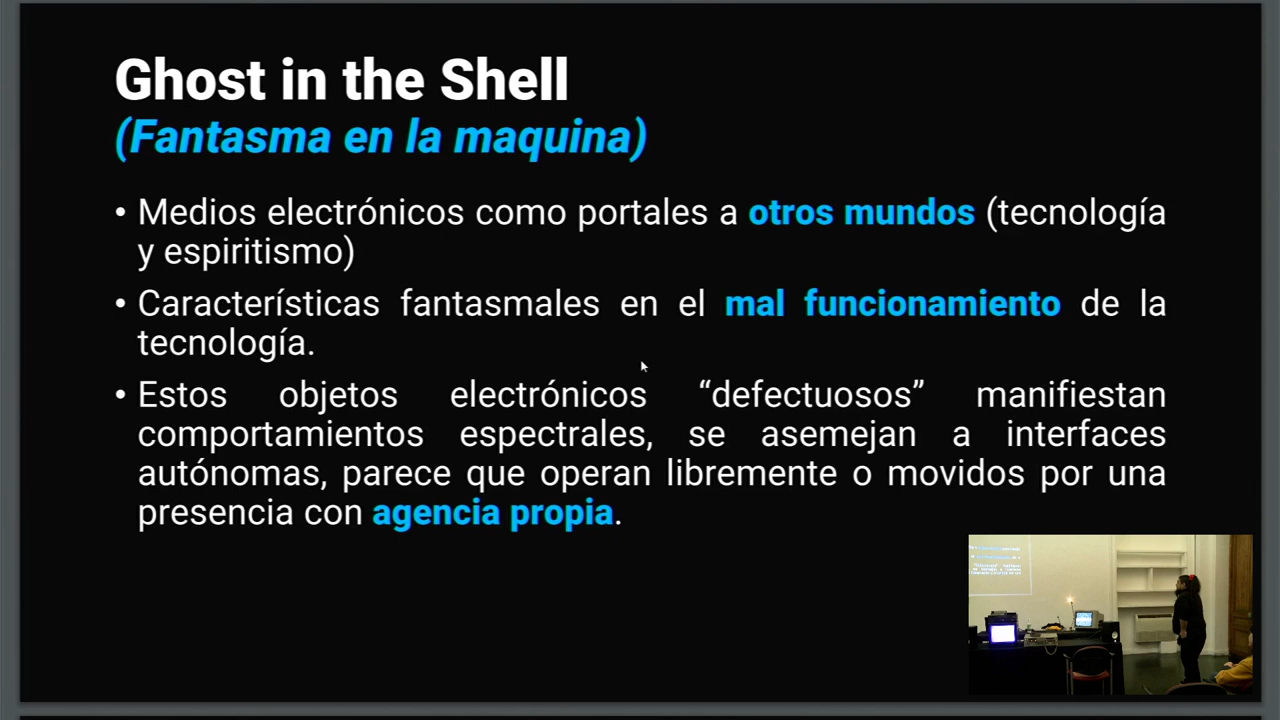 Ghost in the Shell
(Fantasma en la maquina)
• Medios electrónicos como portales a otros mundos (tecnología
y espiritismo)
• Características fantasmales en el mal funcionamiento de la
tecnología.
• Estos objetos electrónicos “defectuosos” manifiestan
comportamientos espectrales, se asemejan a interfaces
autónomas, parece que operan libremente o movidos por una
presencia con agencia propia.